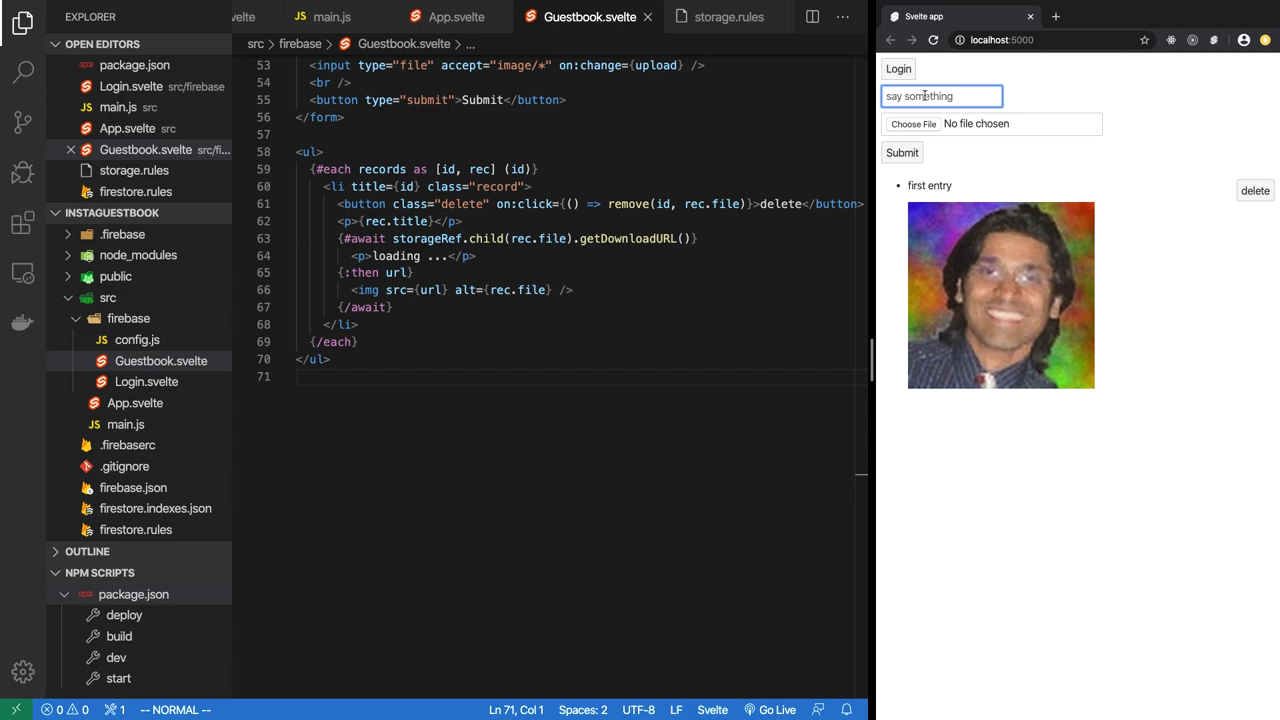 EXPLORER
OPEN EDITORS
package.json
Login.svelte src/firebase
JS main.js src
App.svelte src
Guestbook.svelte src/fi...
storage.rules
firestore.rules
INSTAGUESTBOOK
.firebase
node_modules
public
src
firebase
JS config.js
Guestbook.svelte
Login.svelte
App.svelte
JS main.js
.firebaserc
.gitignore
firebase.json
firestore.indexes.json
firestore.rules
OUTLINE
NPM SCRIPTS
package.json
deploy
build
dev
start
velte JS main.js App.svelte Guestbook.svelte storage.rules
src > firebase > Guestbook.svelte > ...
53 <input type="file" accept="image/*" on:change={upload} />
54 <br />
55 <button type="submit">Submit</button>
56 </form>
57
58 <ul>
59 {#each records as [id, rec] (id)}
60 <li title={id} class="record">
61 <button class="delete" on:click={() => remove(id, rec.file)}>delete</button>
62 <p>{rec.title}</p>
63 {#await storageRef.child(rec.file).getDownloadURL()}
64 <p>loading ...</p>
65 {:then url}
66 <img src={url} alt={rec.file} />
67 {/await}
68 </li>
69 {/each}
70 </ul>
71
0 0 1 -- NORMAL -- Ln 71, Col 1 Spaces: 2 UTF-8 LF Svelte Go Live
Svelte app
localhost:5000
Login
say something
Choose File No file chosen
Submit
first entry
delete